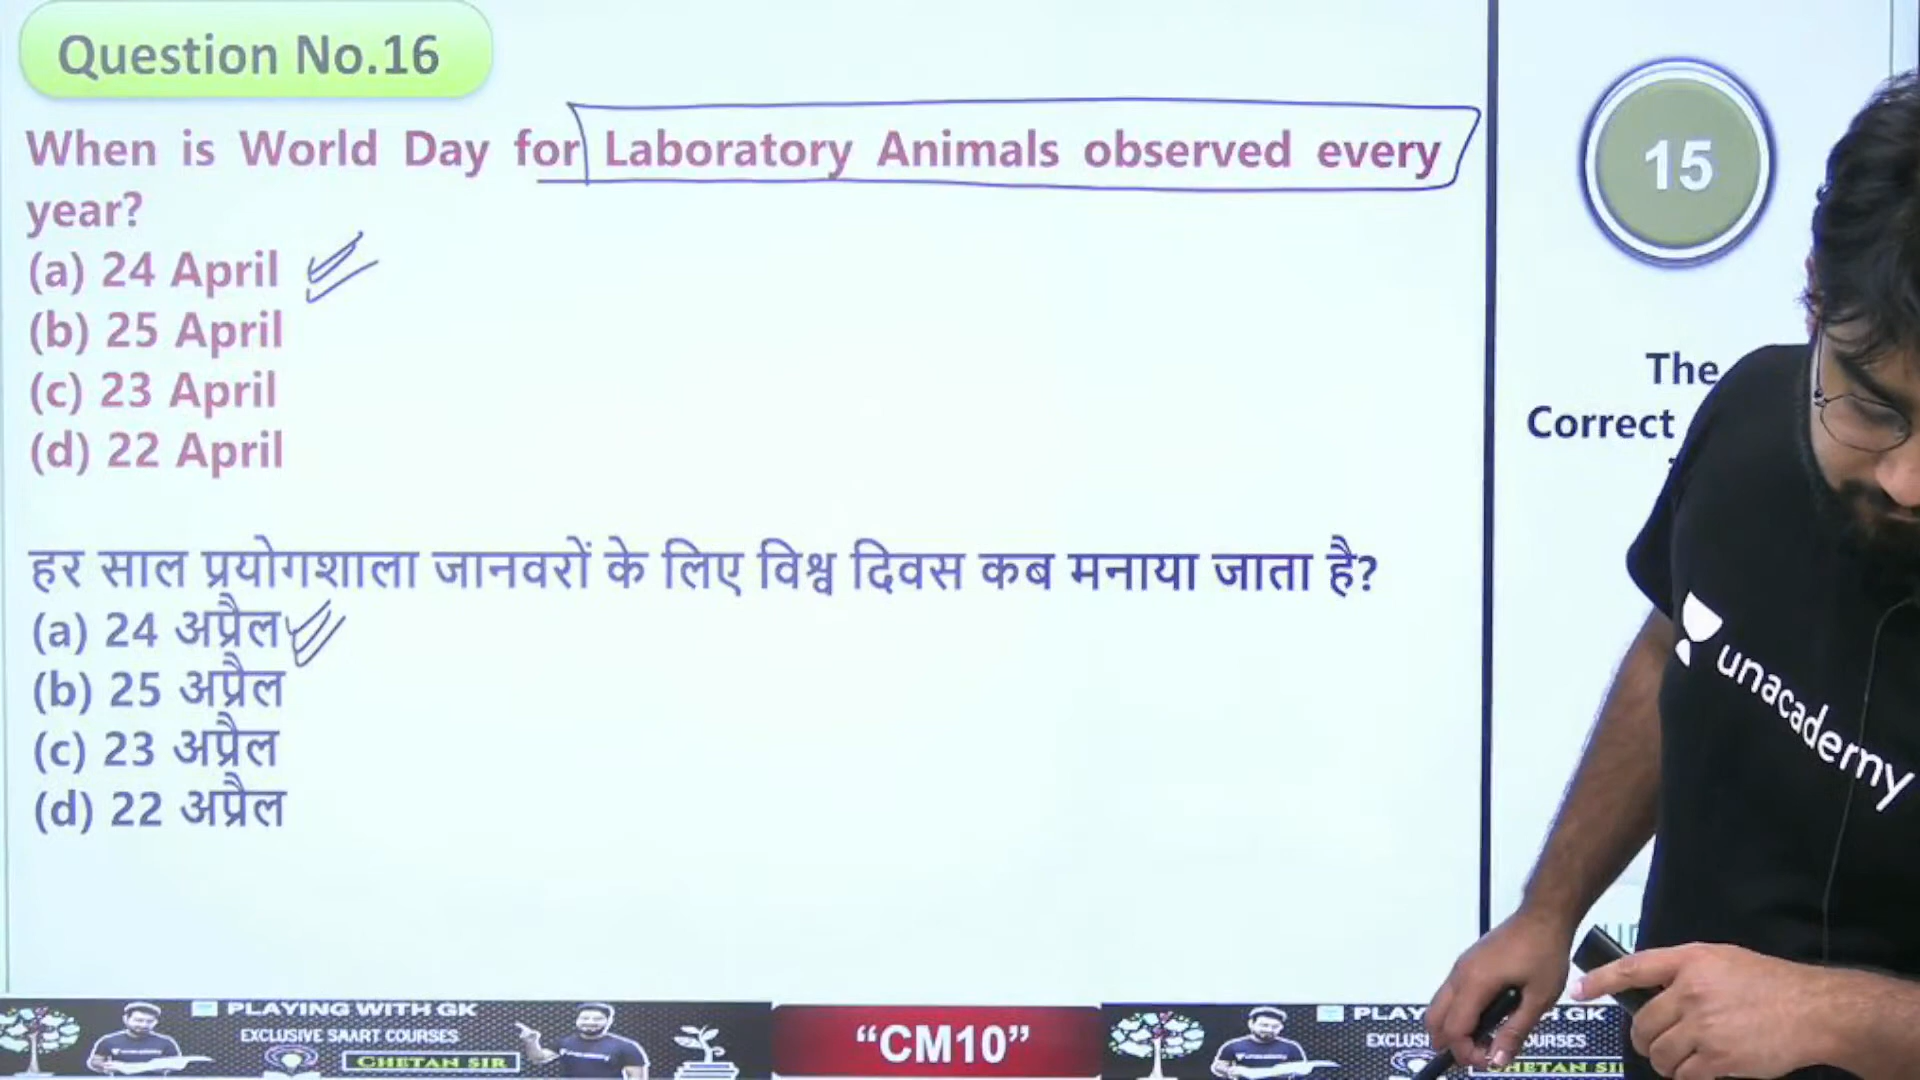 Question No.16
When is World Day for Laboratory Animals observed every
year?
(a) 24 April
(b) 25 April
(c) 23 April
(d) 22 April
हर साल प्रयोगशाला जानवरों के लिए विश्व दिवस कब मनाया जाता है?
(a) 24 अप्रैल
(b) 25 अप्रैल
(c) 23 अप्रैल
(d) 22 अप्रैल
15
The
Correct
unacademy
PLAYING WITH GK
EXCLUSIVE SAART COURSES
CHETAN SIR
“CM10”